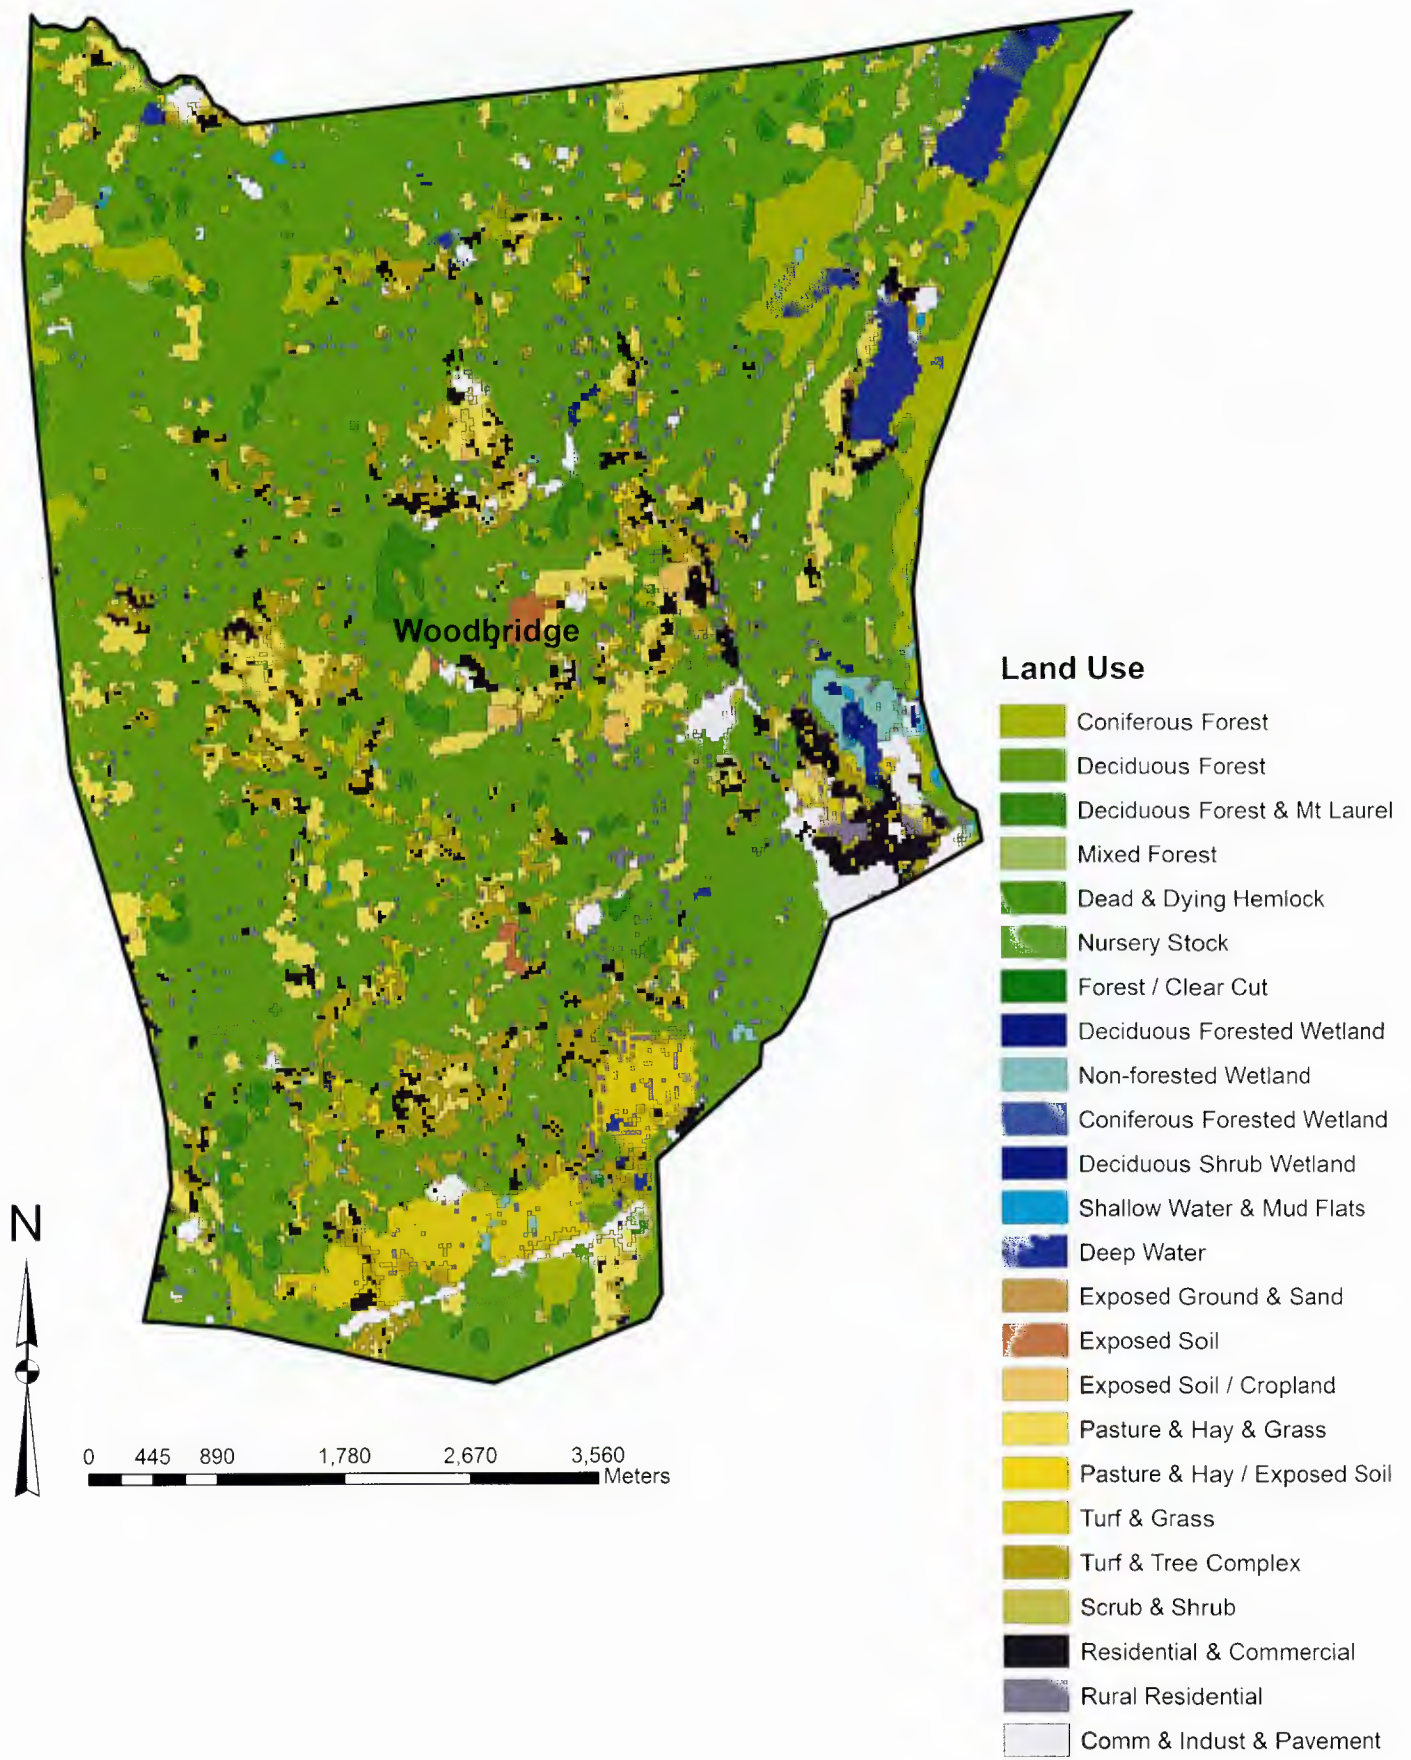 Woodbridge
Land Use
Coniferous Forest
Deciduous Forest
Deciduous Forest & Mt Laurel
Mixed Forest
Dead & Dying Hemlock
Nursery Stock
Forest / Clear Cut
Deciduous Forested Wetland
Non-forested Wetland
Coniferous Forested Wetland
Deciduous Shrub Wetland
Shallow Water & Mud Flats
Deep Water
Exposed Ground & Sand
Exposed Soil
Exposed Soil / Cropland
Pasture & Hay & Grass
Pasture & Hay / Exposed Soil
Turf & Grass
Turf & Tree Complex
Scrub & Shrub
Residential & Commercial
Rural Residential
Comm & Indust & Pavement
N
0 445 890 1,780 2,670 3,560
Meters